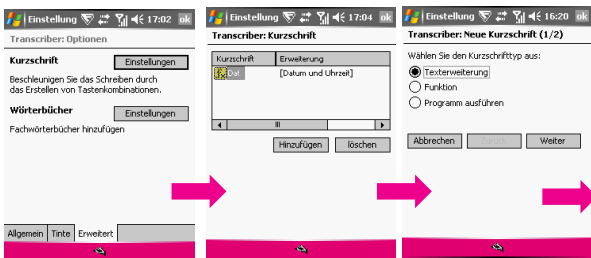 Einstellung 17:02 ok
Transcriber: Optionen
Kurzschrift Einstellungen
Beschleunigen Sie das Schreiben durch
das Erstellen von Tastenkombinationen.
Wörterbücher Einstellungen
Fachwörterbücher hinzufügen
Allgemein Tinte Erweitert
Einstellung 17:04 ok
Transcriber: Kurzschrift
Kurzschrift Erweiterung
Dat [Datum und Uhrzeit]
Hinzufügen löschen
Einstellung 16:20 ok
Transcriber: Neue Kurzschrift (1/2)
Wählen Sie den Kurzschrifttyp aus:
Texterweiterung
Funktion
Programm ausführen
Abbrechen Zurück Weiter